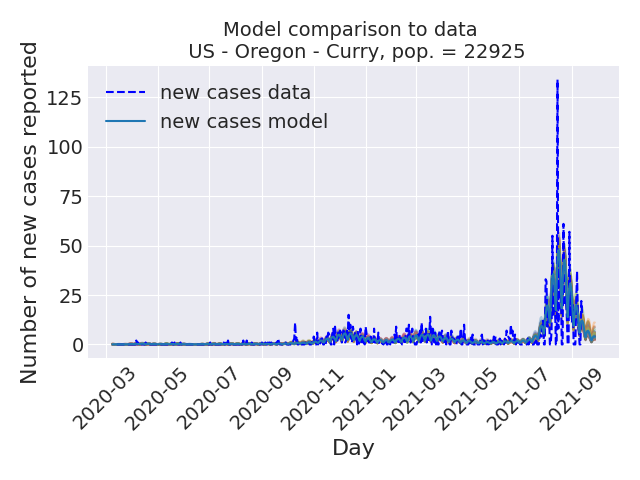 Model comparison to data
US - Oregon - Curry, pop. = 22925
Number of new cases reported
125
100
75
50
25
0
new cases data
new cases model
2020-03
2020-05
2020-07
2020-09
2020-11
2021-01
2021-03
2021-05
2021-07
2021-09
Day